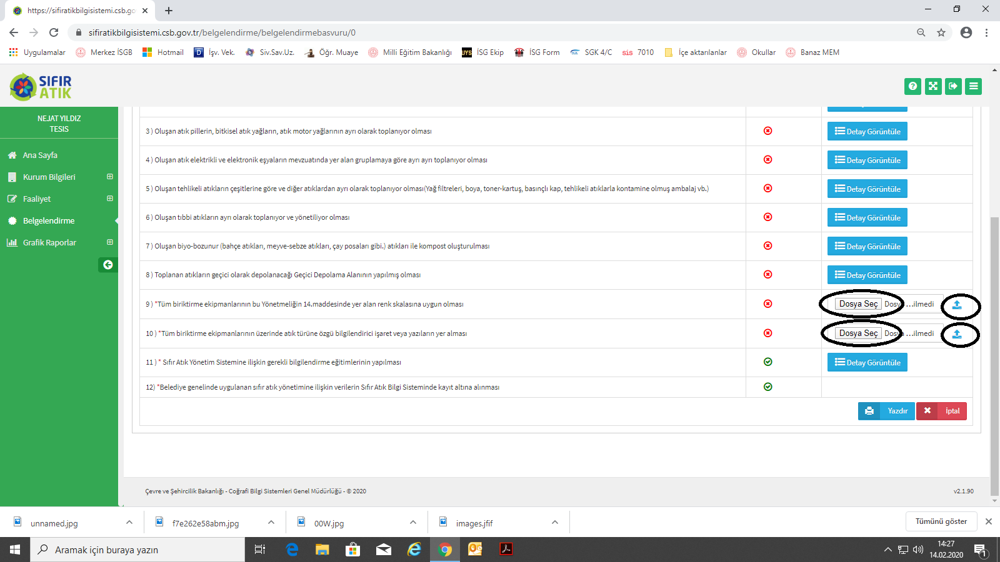 https://sifiratikbilgisistemi.csb.go
sifiratikbilgisistemi.csb.gov.tr/belgelendirme/belgelendirmebasvuru/0
Uygulamalar Merkez İSGB Hotmail D İşv. Vek. Siv.Sav.Uz. Öğr. Muaye Milli Eğitim Bakanlığı UYS İSG Ekip İSG Form SGK 4/C sis 7010 İçe aktarılanlar Okullar Banaz MEM
SIFIR
ATIK
NEJAT YILDIZ
TESIS
Ana Sayfa
Kurum Bilgileri
Faaliyet
Belgelendirme
Grafik Raporlar
3 ) Oluşan atık pillerin, bitkisel atık yağların, atık motor yağlarının ayrı olarak toplanıyor olması Detay Görüntüle
4 ) Oluşan atık elektrikli ve elektronik eşyaların mevzuatında yer alan gruplamaya göre ayrı ayrı toplanıyor olması Detay Görüntüle
5 ) Oluşan tehlikeli atıkların çeşitlerine göre ve diğer atıklardan ayrı olarak toplanıyor olması(Yağ filtreleri, boya, toner-kartuş, basınçlı kap, tehlikeli atıklarla kontamine olmuş ambalaj vb.) Detay Görüntüle
6 ) Oluşan tıbbi atıkların ayrı olarak toplanıyor ve yönetiliyor olması Detay Görüntüle
7 ) Oluşan biyo-bozunur (bahçe atıkları, meyve-sebze atıkları, çay posaları gibi.) atıkları ile kompost oluşturulması Detay Görüntüle
8 ) Toplanan atıkların geçici olarak depolanacağı Geçici Depolama Alanının yapılmış olması Detay Görüntüle
9 ) *Tüm biriktirme ekipmanlarının bu Yönetmeliğin 14.maddesinde yer alan renk skalasına uygun olması Dosya Seç Dosya ...ilmedi
10 ) *Tüm biriktirme ekipmanlarının üzerinde atık türüne özgü bilgilendirici işaret veya yazıların yer alması Dosya Seç Dosya ...ilmedi
11 ) * Sıfır Atık Yönetim Sistemine ilişkin gerekli bilgilendirme eğitimlerinin yapılması Detay Görüntüle
12) *Belediye genelinde uygulanan sıfır atık yönetimine ilişkin verilerin Sıfır Atık Bilgi Sisteminde kayıt altına alınması
Yazdır İptal
Çevre ve Şehircilik Bakanlığı - Coğrafi Bilgi Sistemleri Genel Müdürlüğü - © 2020 v2.1.90
unnamed.jpg f7e262e58abm.jpg 00W.jpg images.jfif Tümünü göster
Aramak için buraya yazın
14:27
14.02.2020
1